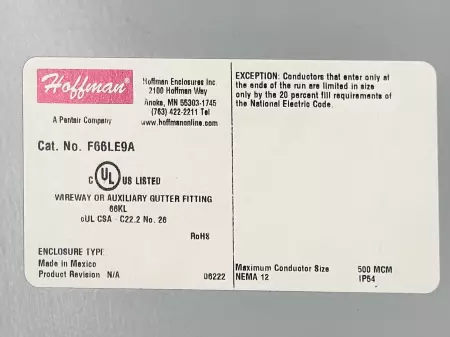 Hoffman
Hoffman Enclosures Inc.
2100 Hoffman Way
Anoka, MN 55303-1745
(763) 422-2211 Tel
www.hoffmanonline.com
A Pentair Company
Cat. No. F66LE9A
C UL US LISTED
WIREWAY OR AUXILIARY GUTTER FITTING
66KL
cUL CSA - C22.2 No. 26
RoHS
ENCLOSURE TYPE
Made in Mexico
Product Revision N/A
06222
EXCEPTION: Conductors that enter only at
the ends of the run are limited in size
only by the 20 percent fill requirements of
the National Electric Code.
Maximum Conductor Size 500 MCM
NEMA 12 IP54